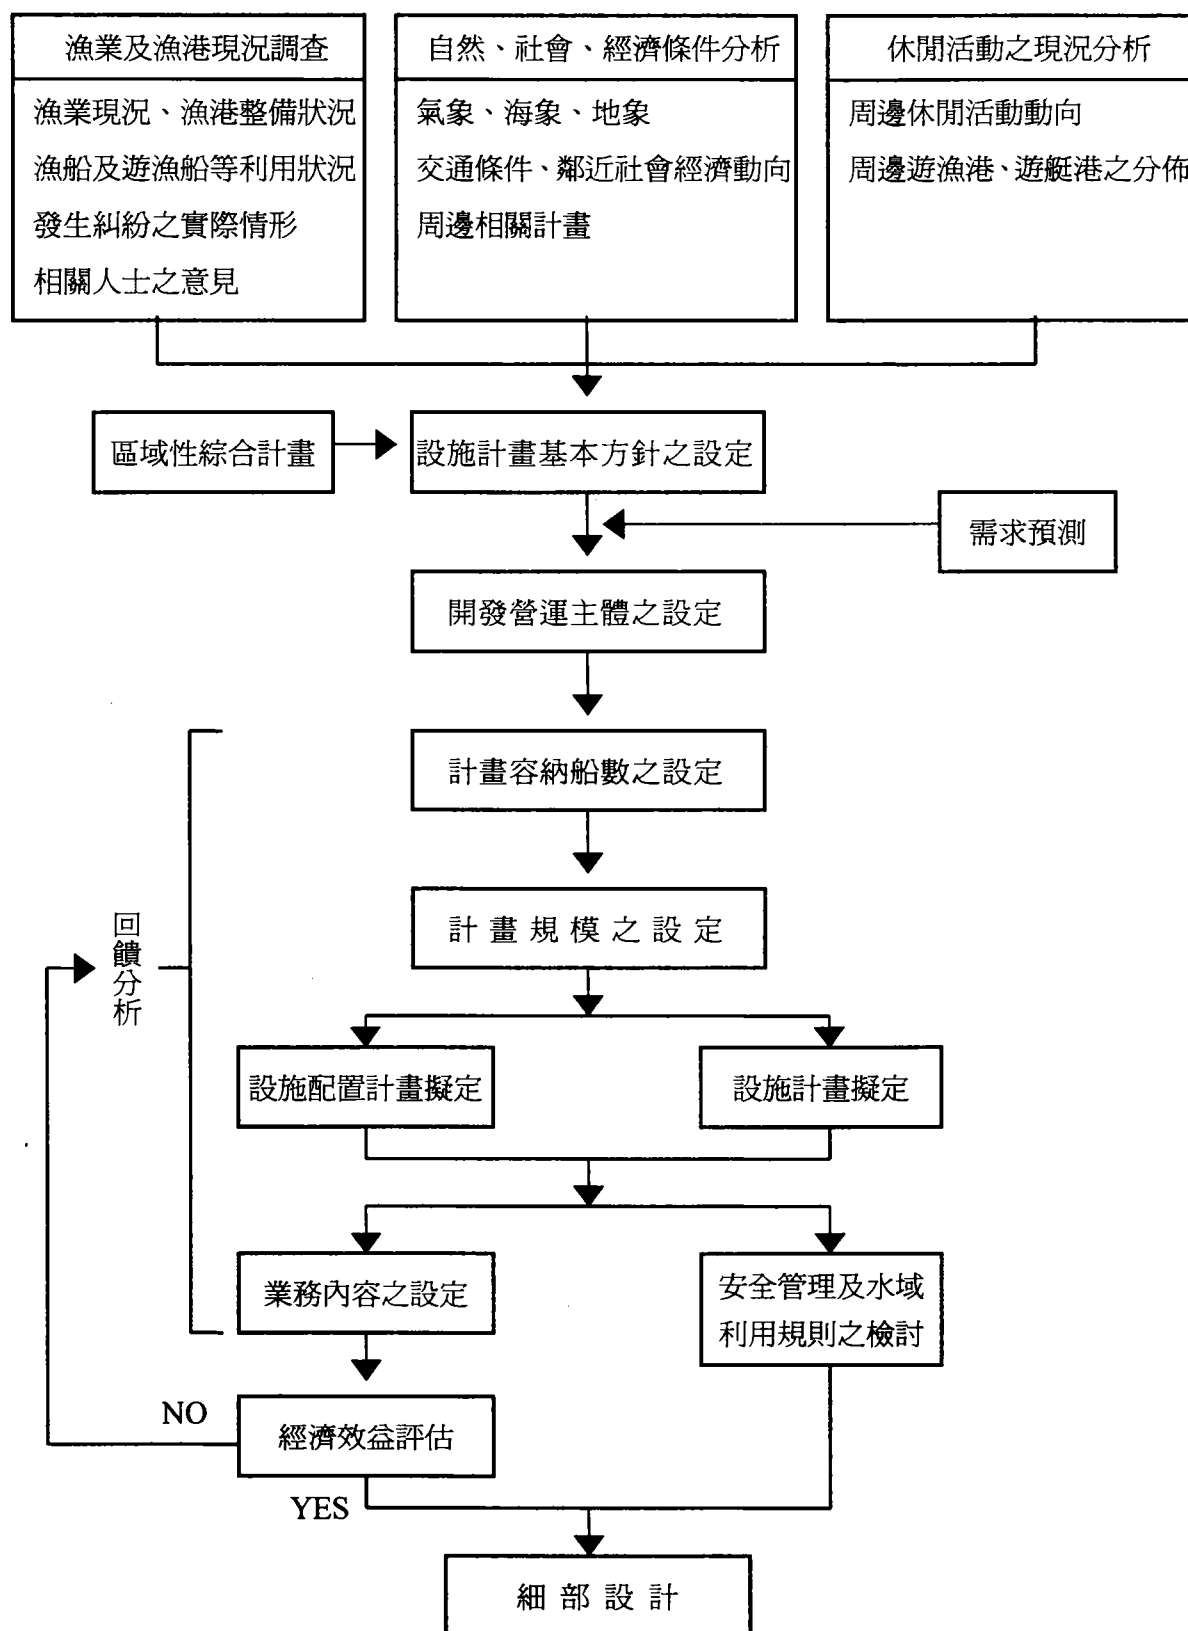 漁業及漁港現況調查
漁業現況、漁港整備狀況
漁船及遊漁船等利用狀況
發生糾紛之實際情形
相關人士之意見
自然、社會、經濟條件分析
氣象、海象、地象
交通條件、鄰近社會經濟動向
周邊相關計畫
休閒活動之現況分析
周邊休閒活動動向
周邊遊漁港、遊艇港之分佈
區域性綜合計畫
設施計畫基本方針之設定
需求預測
開發營運主體之設定
計畫容納船數之設定
計畫規模之設定
回饋分析
設施配置計畫擬定
設施計畫擬定
業務內容之設定
安全管理及水域
利用規則之檢討
NO
經濟效益評估
YES
細部設計